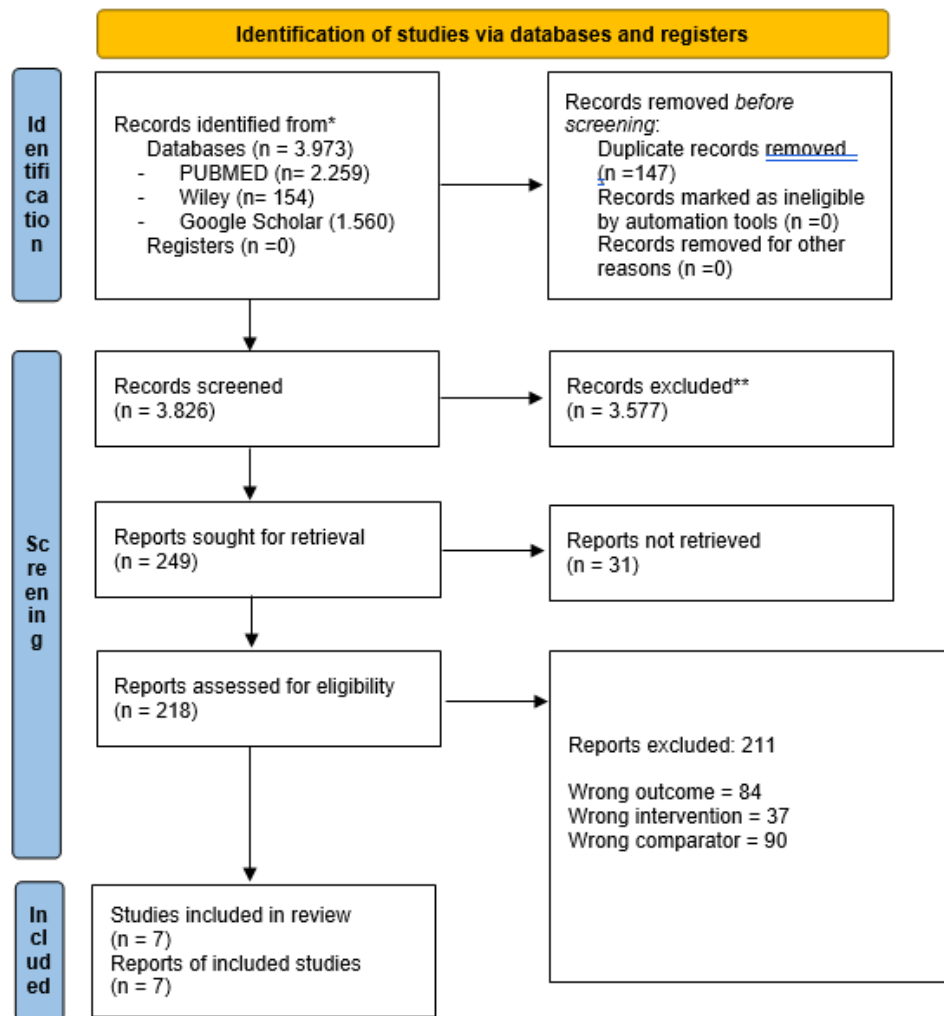 Identification of studies via databases and registers
Id
en
tifi
ca
tio
n
Records identified from*
Databases (n = 3.973)
- PUBMED (n= 2.259)
- Wiley (n= 154)
- Google Scholar (1.560)
Registers (n =0)
Records removed before
screening:
Duplicate records removed
(n =147)
Records marked as ineligible
by automation tools (n =0)
Records removed for other
reasons (n =0)
Sc
re
en
in
g
Records screened
(n = 3.826)
Records excluded**
(n = 3.577)
Reports sought for retrieval
(n = 249)
Reports not retrieved
(n = 31)
Reports assessed for eligibility
(n = 218)
Reports excluded: 211
Wrong outcome = 84
Wrong intervention = 37
Wrong comparator = 90
In
cl
ud
ed
Studies included in review
(n = 7)
Reports of included studies
(n = 7)